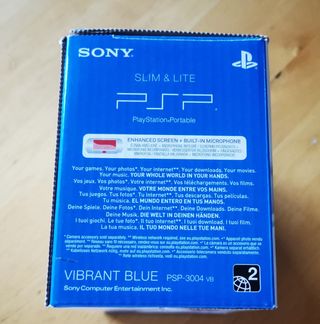 SONY
SLIM & LITE
PSP
PlayStation®Portable
ENHANCED SCREEN + BUILT-IN MICROPHONE
Your games. Your photos*. Your internet**. Your downloads. Your movies.
Your music. YOUR WHOLE WORLD IN YOUR HANDS.
Vos jeux. Vos photos*. Votre Internet**. Vos téléchargements. Vos films.
Votre musique. VOTRE MONDE ENTRE VOS MAINS.
Tus juegos. Tus fotos*. Tu Internet**. Tus descargas. Tus películas.
Tu música. EL MUNDO ENTERO EN TUS MANOS.
Deine Spiele. Deine Fotos*. Dein Internet**. Deine Downloads. Deine Filme.
Deine Musik. DIE WELT IN DEINEN HÄNDEN.
I tuoi giochi. Le tue foto*. Il tuo internet**. I tuoi download. I tuoi film.
La tua musica. IL TUO MONDO NELLE TUE MANI.
VIBRANT BLUE PSP-3004 VB
Sony Computer Entertainment Inc.
2